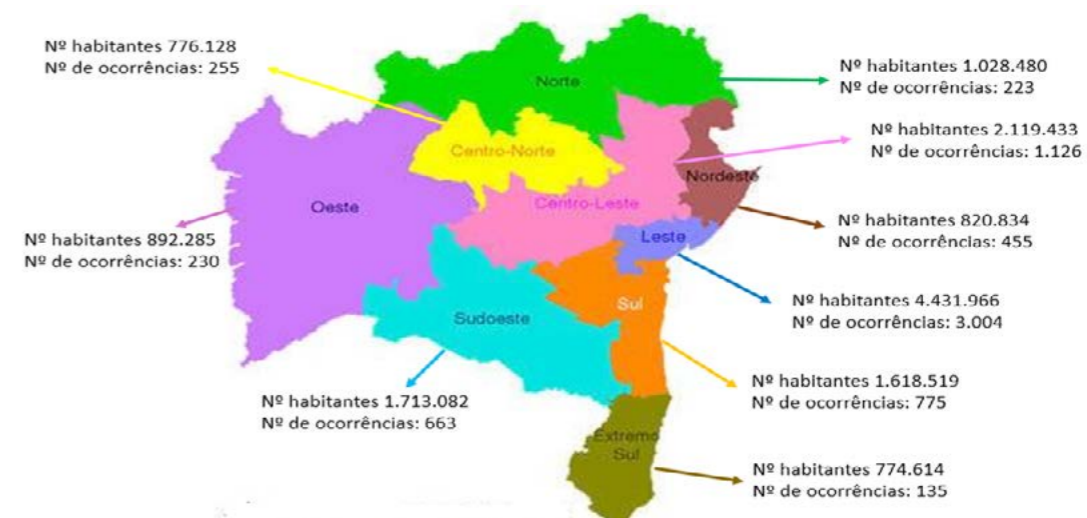 Nº habitantes 776.128
Nº de ocorrências: 255
Norte
Nº habitantes 1.028.480
Nº de ocorrências: 223
Nº habitantes 2.119.433
Nº de ocorrências: 1.126
Centro-Norte
Nordeste
Oeste
Centro-Leste
Nº habitantes 820.834
Nº de ocorrências: 455
Nº habitantes 892.285
Nº de ocorrências: 230
Leste
Nº habitantes 4.431.966
Nº de ocorrências: 3.004
Sul
Sudoeste
Nº habitantes 1.618.519
Nº de ocorrências: 775
Nº habitantes 1.713.082
Nº de ocorrências: 663
Extremo
Sul
Nº habitantes 774.614
Nº de ocorrências: 135